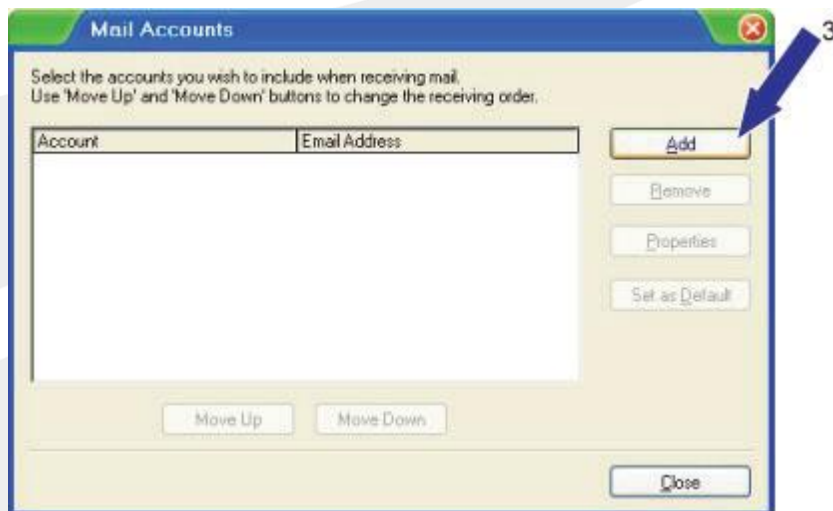 Mail Accounts
3
Select the accounts you wish to include when receiving mail.
Use 'Move Up' and 'Move Down' buttons to change the receiving order.
Account Email Address
Add
Remove
Properties
Set as Default
Move Up Move Down
Close